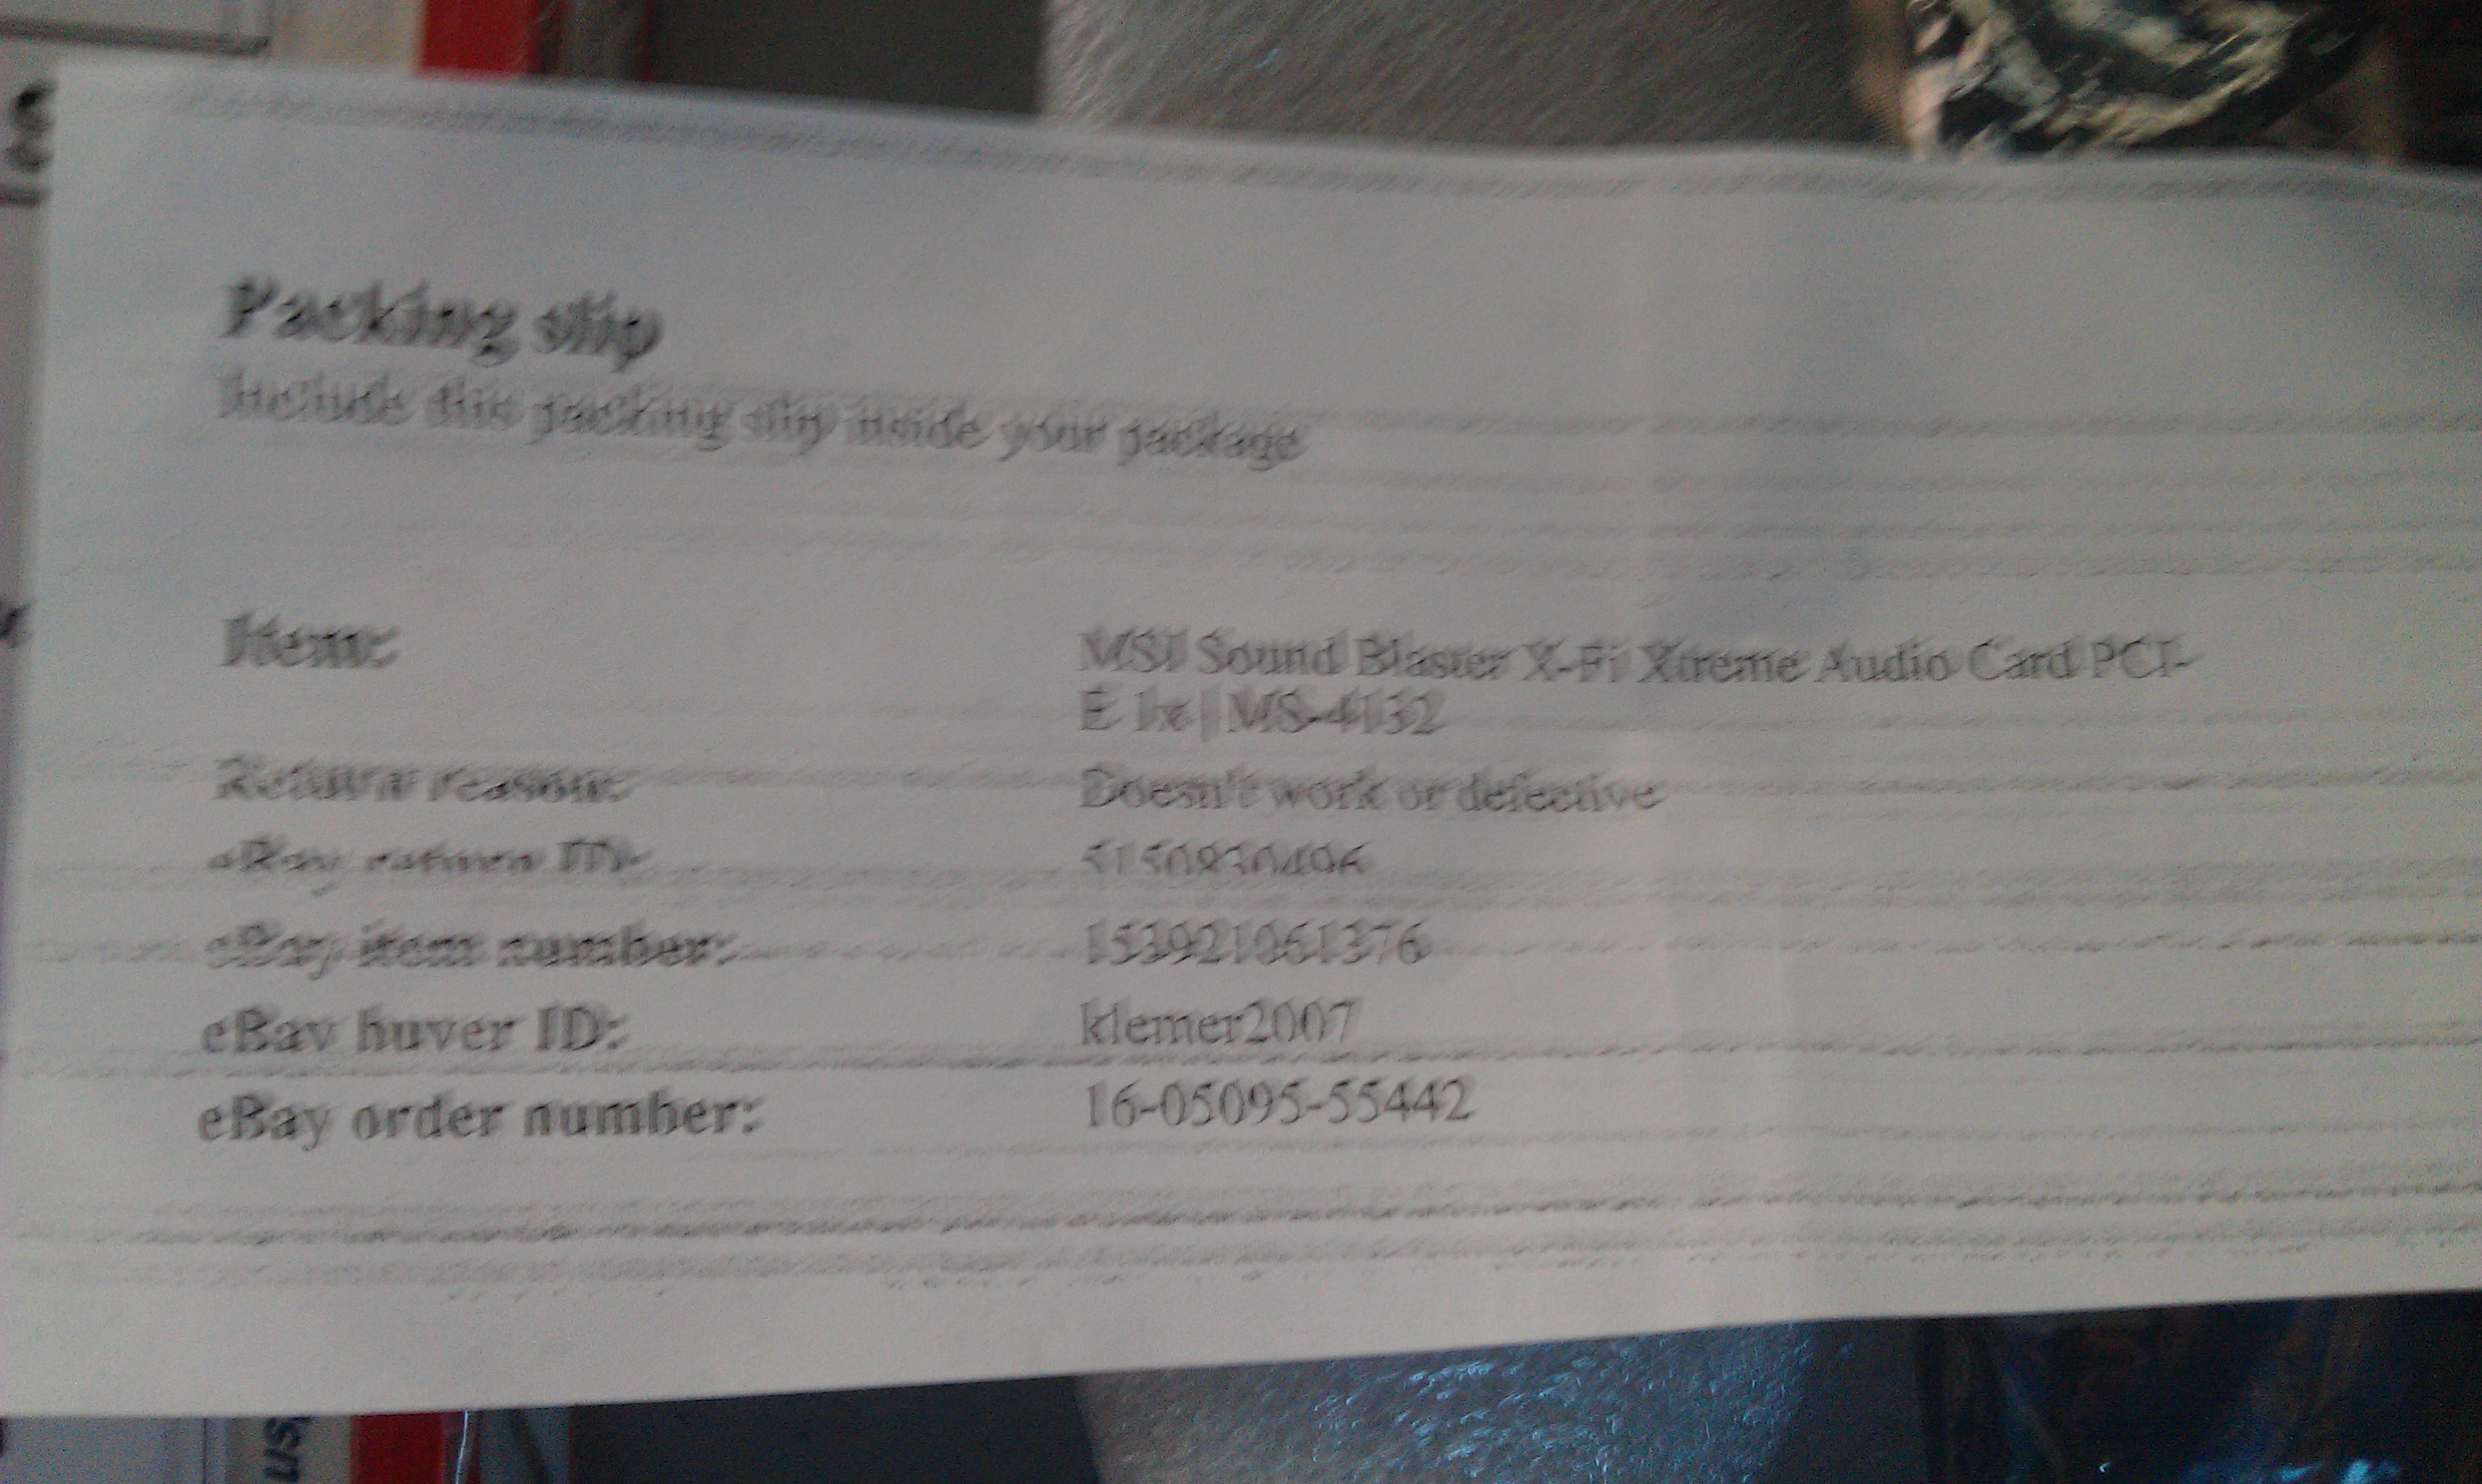 Packing slip
Include this packing slip inside your package
Item: MSI Sound Blaster X-Fi Xtreme Audio Card PCI-
E 1x | MS-4132
Return reason: Doesn't work or defective
eBay return ID: 5150930496
eBay item number: 153921061376
eBay buyer ID: klemer2007
eBay order number: 16-05095-55442